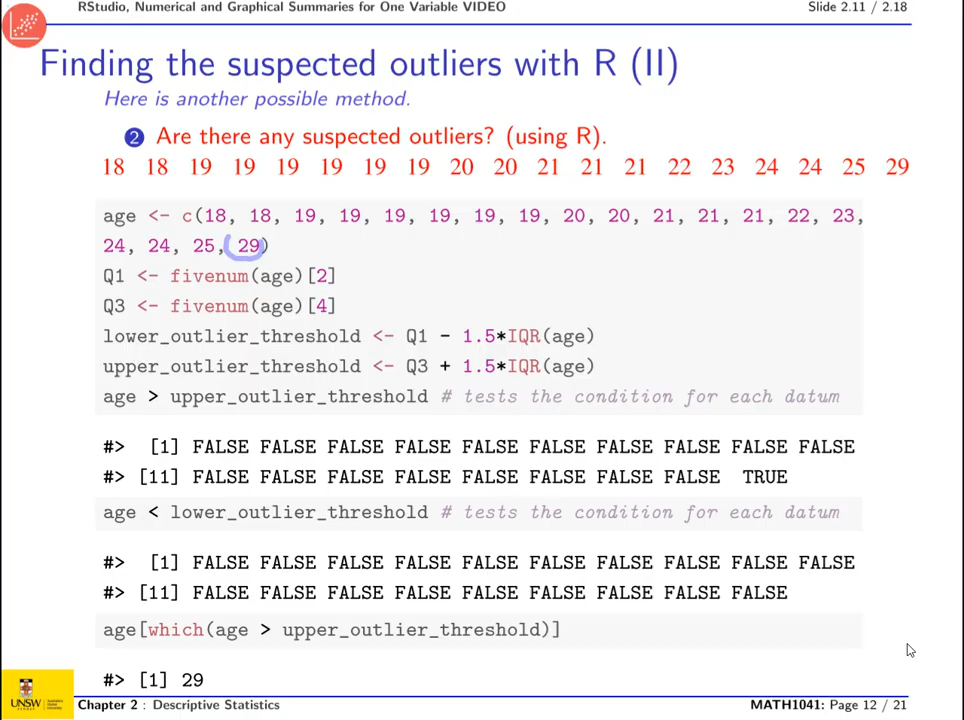 RStudio, Numerical and Graphical Summaries for One Variable VIDEO
Slide 2.11 / 2.18
Finding the suspected outliers with R (II)
Here is another possible method.
2 Are there any suspected outliers? (using R).
18 18 19 19 19 19 19 19 20 20 21 21 21 22 23 24 24 25 29
age <- c(18, 18, 19, 19, 19, 19, 19, 19, 20, 20, 21, 21, 21, 22, 23,
24, 24, 25, 29)
Q1 <- fivenum(age)[2]
Q3 <- fivenum(age)[4]
lower_outlier_threshold <- Q1 - 1.5*IQR(age)
upper_outlier_threshold <- Q3 + 1.5*IQR(age)
age > upper_outlier_threshold # tests the condition for each datum
#> [1] FALSE FALSE FALSE FALSE FALSE FALSE FALSE FALSE FALSE FALSE
#> [11] FALSE FALSE FALSE FALSE FALSE FALSE FALSE FALSE TRUE
age < lower_outlier_threshold # tests the condition for each datum
#> [1] FALSE FALSE FALSE FALSE FALSE FALSE FALSE FALSE FALSE FALSE
#> [11] FALSE FALSE FALSE FALSE FALSE FALSE FALSE FALSE FALSE
age[which(age > upper_outlier_threshold)]
#> [1] 29
UNSW
Chapter 2 : Descriptive Statistics
MATH1041: Page 12 / 21